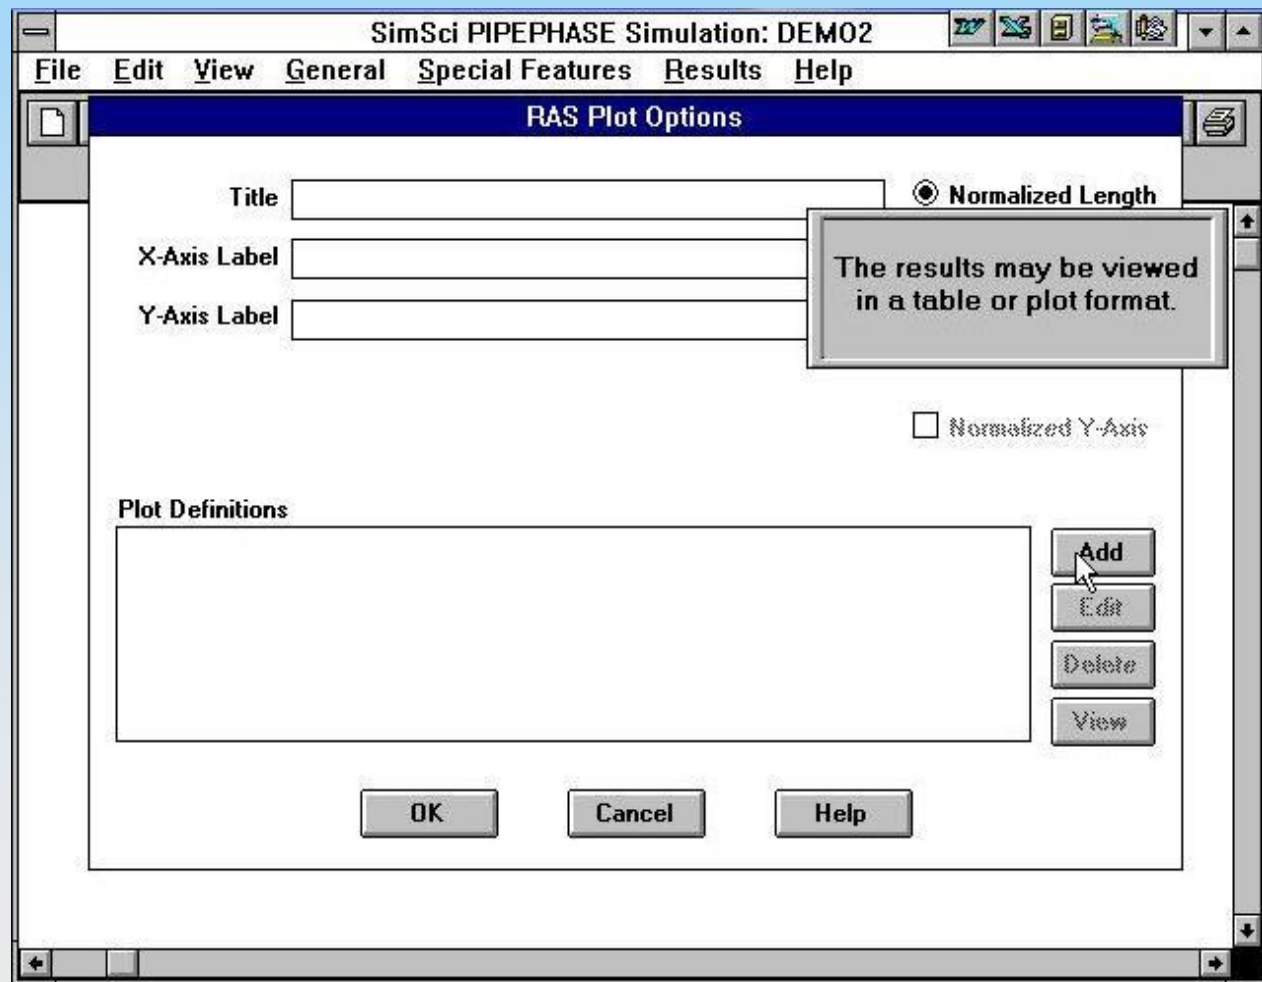 SimSci PIPEPHASE Simulation: DEMO2
File Edit View General Special Features Results Help
RAS Plot Options
Title
Normalized Length
X-Axis Label
The results may be viewed
in a table or plot format.
Y-Axis Label
Normalized Y-Axis
Plot Definitions
Add
Edit
Delete
View
OK Cancel Help